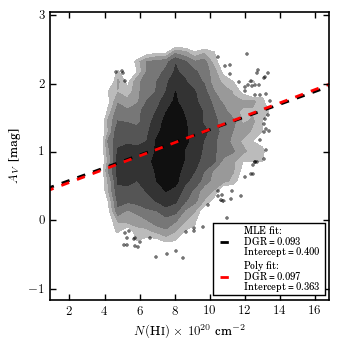 3
2
1
0
−1
A_V [mag]
MLE fit:
DGR = 0.093
Intercept = 0.400
Poly fit:
DGR = 0.097
Intercept = 0.363
2 4 6 8 10 12 14 16
N(HI) × 10^20 cm^−2